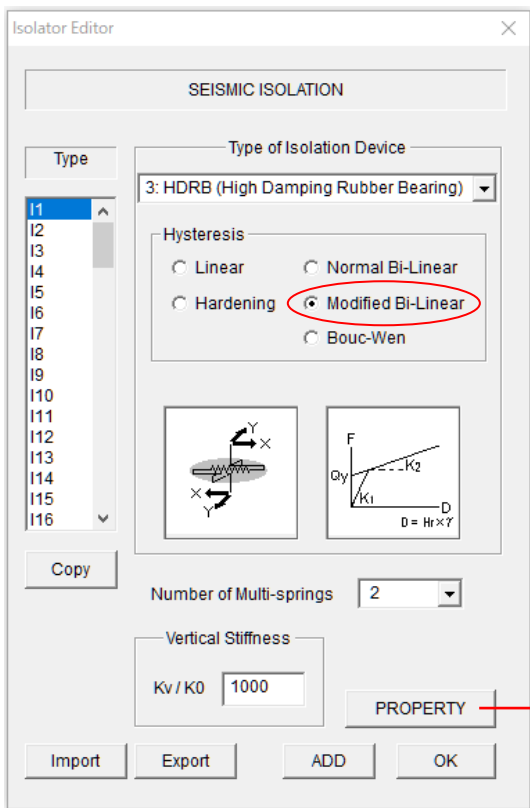 Isolator Editor
SEISMIC ISOLATION
Type
I1
I2
I3
I4
I5
I6
I7
I8
I9
I10
I11
I12
I13
I14
I15
I16
Copy
Type of Isolation Device
3: HDRB (High Damping Rubber Bearing)
Hysteresis
Linear
Normal Bi-Linear
Hardening
Modified Bi-Linear
Bouc-Wen
Y
X
X
Y
F
Qy
K2
K1
D
D = Hr×γ
Number of Multi-springs
2
Vertical Stiffness
Kv / K0
1000
PROPERTY
Import
Export
ADD
OK